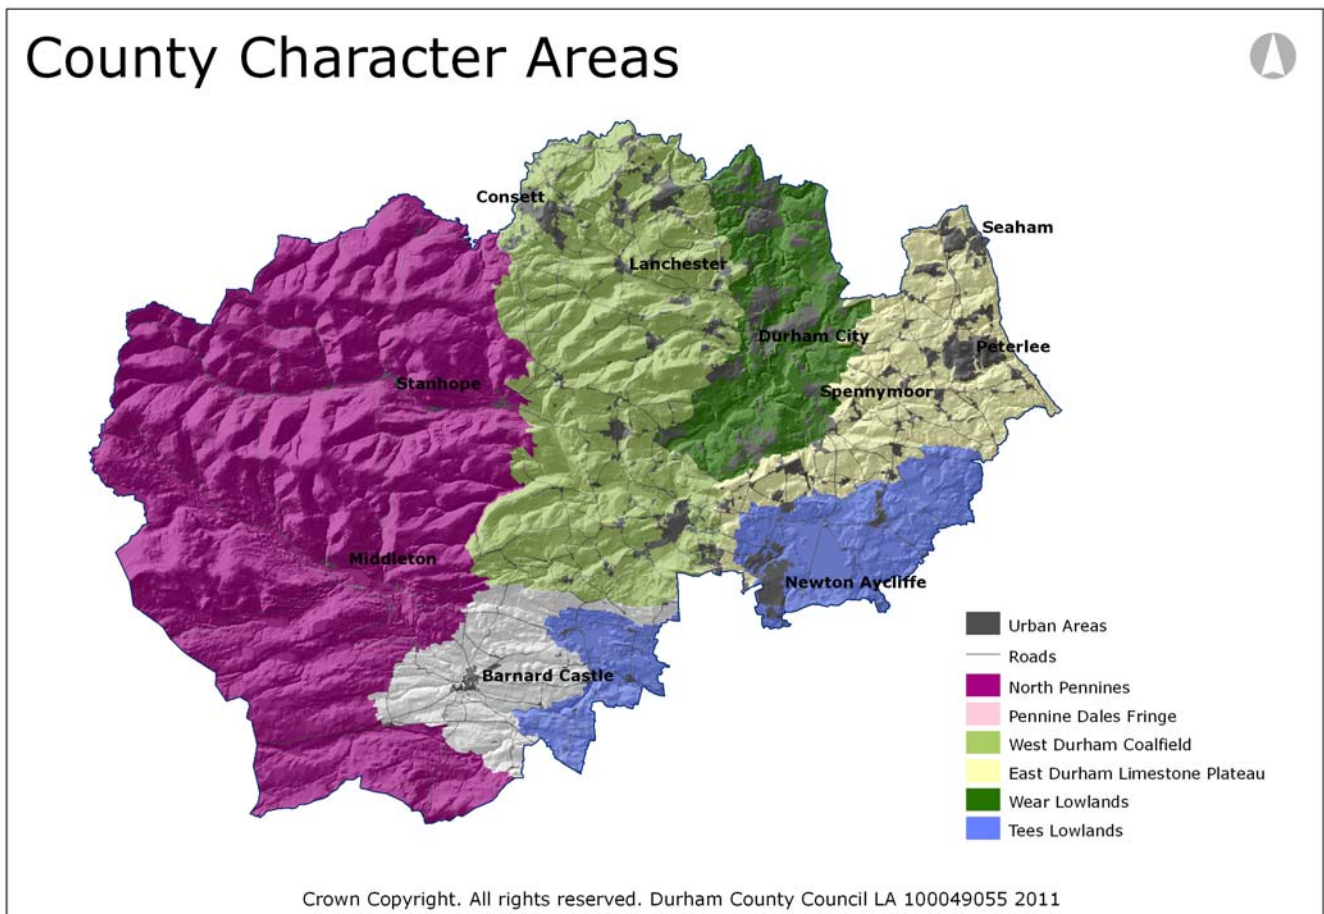 County Character Areas
Consett
Seaham
Lanchester
Durham City
Peterlee
Stanhope
Spennymoor
Middleton
Newton Aycliffe
Barnard Castle
Urban Areas
Roads
North Pennines
Pennine Dales Fringe
West Durham Coalfield
East Durham Limestone Plateau
Wear Lowlands
Tees Lowlands
Crown Copyright. All rights reserved. Durham County Council LA 100049055 2011